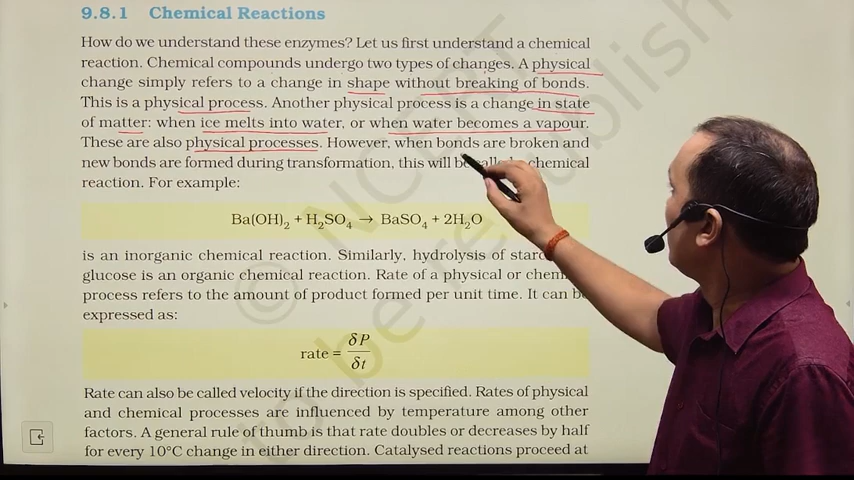 9.8.1 Chemical Reactions
How do we understand these enzymes? Let us first understand a chemical
reaction. Chemical compounds undergo two types of changes. A physical
change simply refers to a change in shape without breaking of bonds.
This is a physical process. Another physical process is a change in state
of matter: when ice melts into water, or when water becomes a vapour.
These are also physical processes. However, when bonds are broken and
new bonds are formed during transformation, this will be called chemical
reaction. For example:
Ba(OH)₂ + H₂SO₄ → BaSO₄ + 2H₂O
is an inorganic chemical reaction. Similarly, hydrolysis of
glucose is an organic chemical reaction. Rate of a physical or
process refers to the amount of product formed per unit time. It can be
expressed as:
rate = δP/δt
Rate can also be called velocity if the direction is specified. Rates of physical
and chemical processes are influenced by temperature among other
factors. A general rule of thumb is that rate doubles or decreases by half
for every 10°C change in either direction. Catalysed reactions proceed at
© NCERT
not to be republished